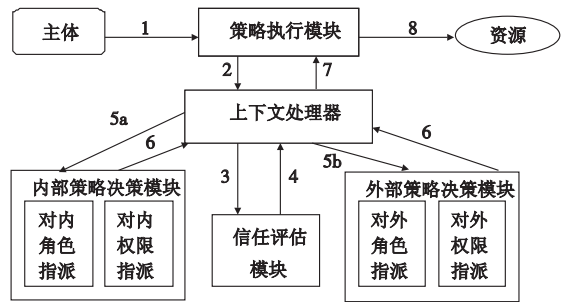 主体
1
策略执行模块
8
资源
2
7
上下文处理器
5a
6
3
4
5b
6
内部策略决策模块
对内
角色
指派
对内
权限
指派
信任评估
模块
外部策略决策模块
对外
角色
指派
对外
权限
指派